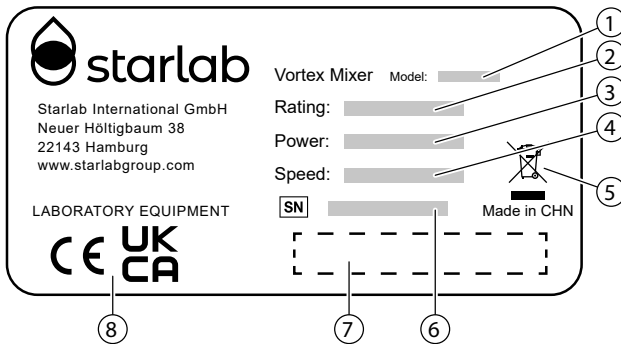 starlab
Starlab International GmbH
Neuer Höltigbaum 38
22143 Hamburg
www.starlabgroup.com
LABORATORY EQUIPMENT
CE UK
CA
Vortex Mixer Model:
Rating:
Power:
Speed:
SN
Made in CHN
1
2
3
4
5
6
7
8